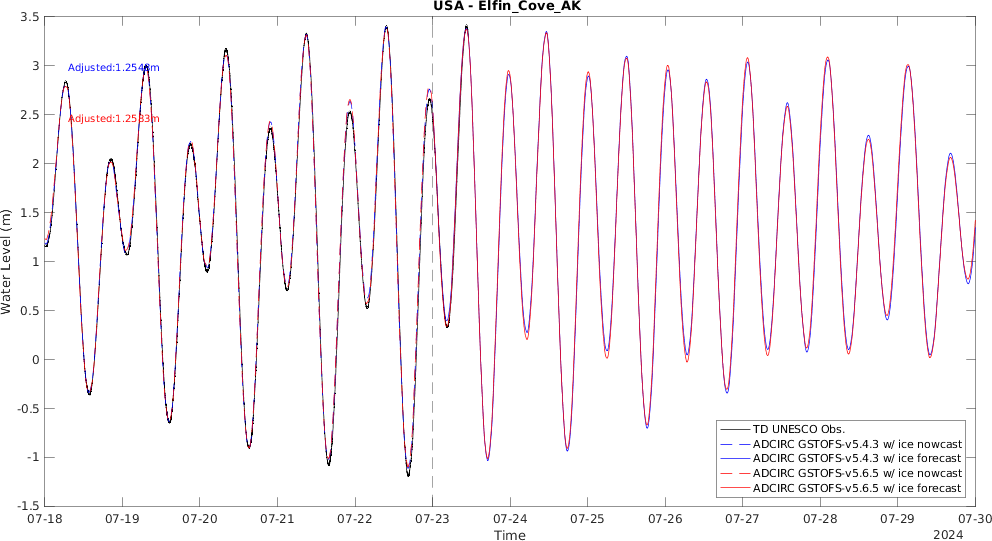 USA - Elfin_Cove_AK
3.5
3
2.5
2
1.5
1
0.5
0
-0.5
-1
-1.5
Water Level (m)
Adjusted:1.2543m
Adjusted:1.2533m
TD UNESCO Obs.
ADCIRC GSTOFS-v5.4.3 w/ ice nowcast
ADCIRC GSTOFS-v5.4.3 w/ ice forecast
ADCIRC GSTOFS-v5.6.5 w/ ice nowcast
ADCIRC GSTOFS-v5.6.5 w/ ice forecast
07-18 07-19 07-20 07-21 07-22 07-23 07-24 07-25 07-26 07-27 07-28 07-29 07-30
Time
2024